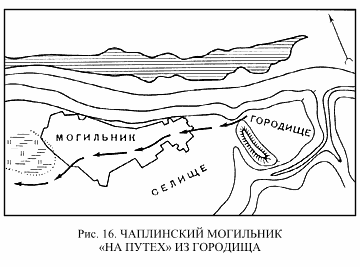 МОГИЛЬНИК
ГОРОДИЩЕ
СЕЛИЩЕ
Рис. 16. ЧАПЛИНСКИЙ МОГИЛЬНИК
«НА ПУТЕХ» ИЗ ГОРОДИЩА